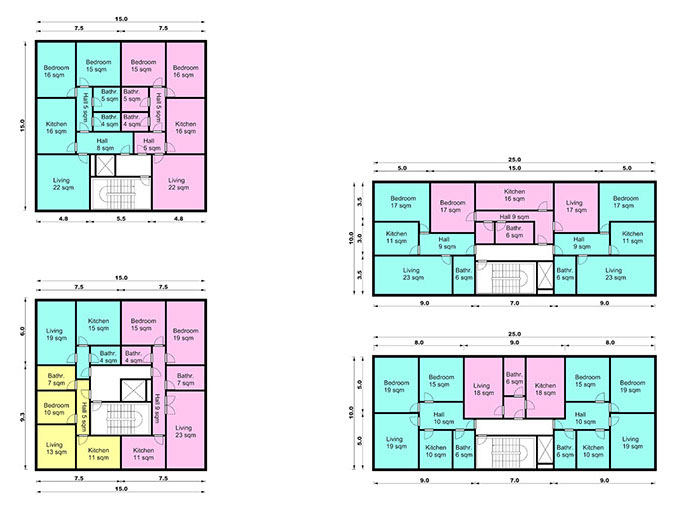 15.0
7.5 7.5
15.0
Bedroom
16 sqm
Bedroom
15 sqm
Bedroom
15 sqm
Bedroom
16 sqm
Hall 5 sqm
Bathr.
5 sqm
Bathr.
5 sqm
Hall 5 sqm
Kitchen
16 sqm
Bathr.
4 sqm
Bathr.
4 sqm
Kitchen
16 sqm
Hall
8 sqm
Hall
5 sqm
Living
22 sqm
Living
22 sqm
4.8 5.5 4.8
25.0
5.0 15.0 5.0
10.0
3.5
3.0
3.5
Bedroom
17 sqm
Bedroom
17 sqm
Kitchen
16 sqm
Living
17 sqm
Bedroom
17 sqm
Hall 9 sqm
Kitchen
11 sqm
Hall
9 sqm
Bathr.
6 sqm
Hall
9 sqm
Kitchen
11 sqm
Living
23 sqm
Bathr.
6 sqm
Bathr.
6 sqm
Living
23 sqm
9.0 7.0 9.0
15.0
7.5 7.5
6.0
9.3
Living
19 sqm
Kitchen
15 sqm
Bedroom
15 sqm
Bedroom
19 sqm
Bathr.
4 sqm
Bathr.
4 sqm
Bathr.
7 sqm
Bathr.
7 sqm
Bedroom
10 sqm
Hall 5 sqm
Hall 9 sqm
Living
13 sqm
Kitchen
11 sqm
Kitchen
11 sqm
Living
23 sqm
7.5 7.5
15.0
25.0
8.0 9.0 8.0
10.0
5.0
5.0
Bedroom
19 sqm
Bedroom
15 sqm
Living
18 sqm
Bathr.
6 sqm
Kitchen
18 sqm
Bedroom
15 sqm
Bedroom
19 sqm
Hall
10 sqm
Hall
10 sqm
Living
19 sqm
Kitchen
10 sqm
Bathr.
6 sqm
Bathr.
6 sqm
Kitchen
10 sqm
Living
19 sqm
9.0 7.0 9.0